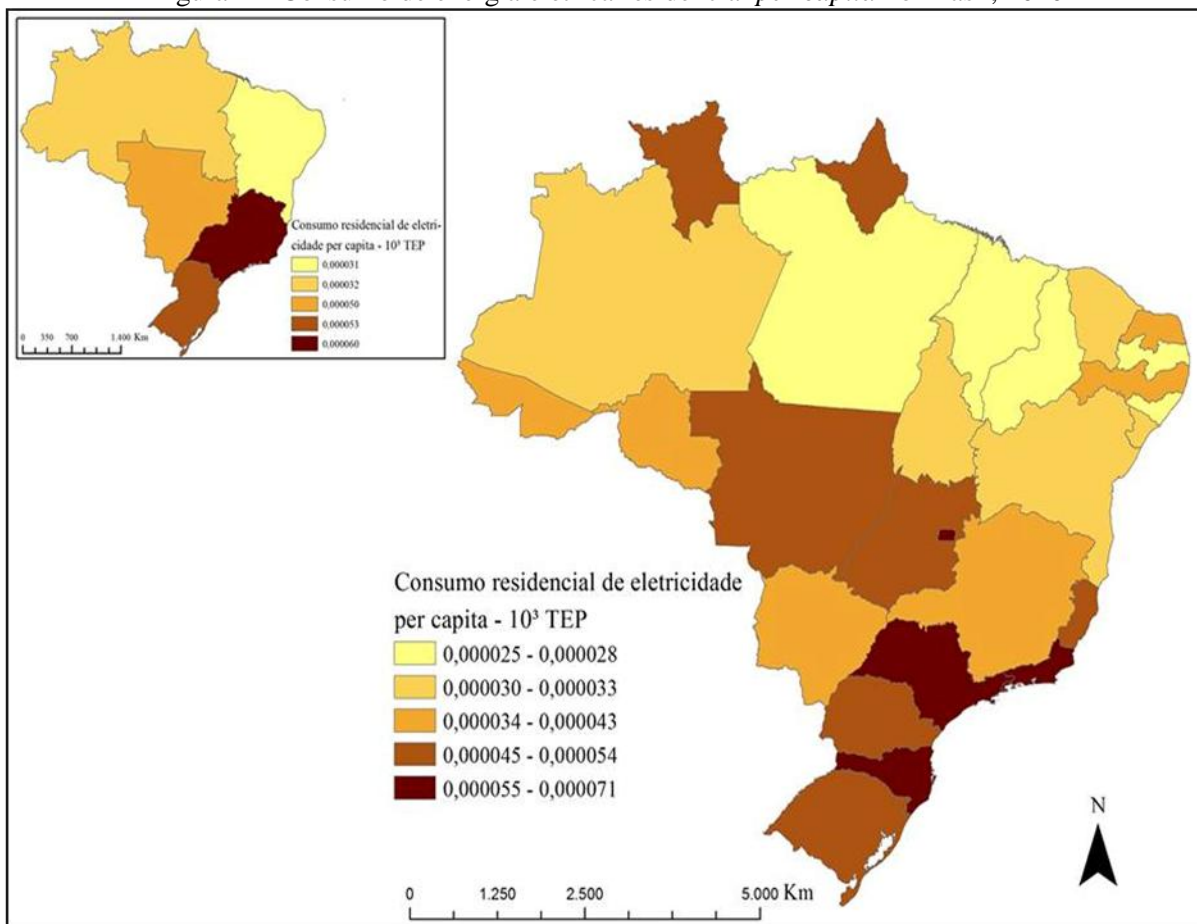 Consumo residencial de eletri-
cidade per capita - 10³ TEP
0,000031
0,000032
0,000050
0,000053
0,000060
0 350 700 1.400 Km
Consumo residencial de eletricidade
per capita - 10³ TEP
0,000025 - 0,000028
0,000030 - 0,000033
0,000034 - 0,000043
0,000045 - 0,000054
0,000055 - 0,000071
N
0 1.250 2.500 5.000 Km